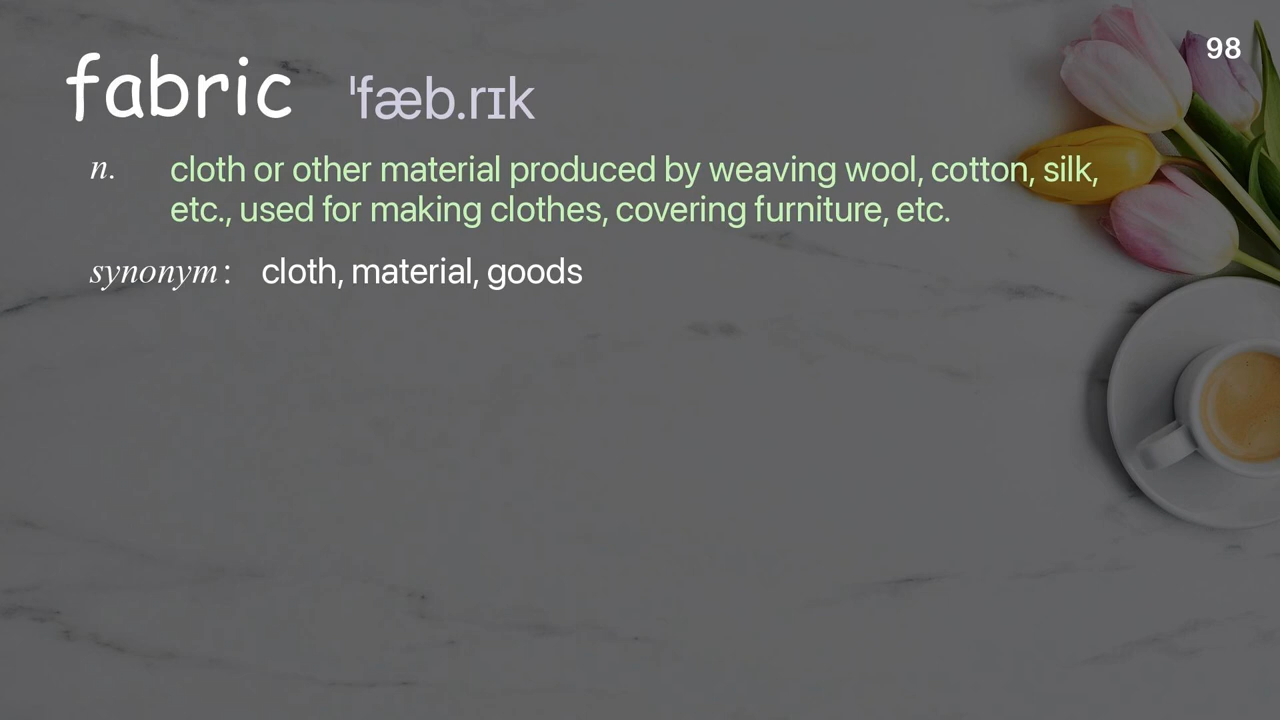 98
fabric ˈfæb.rɪk
n. cloth or other material produced by weaving wool, cotton, silk,
etc., used for making clothes, covering furniture, etc.
synonym: cloth, material, goods